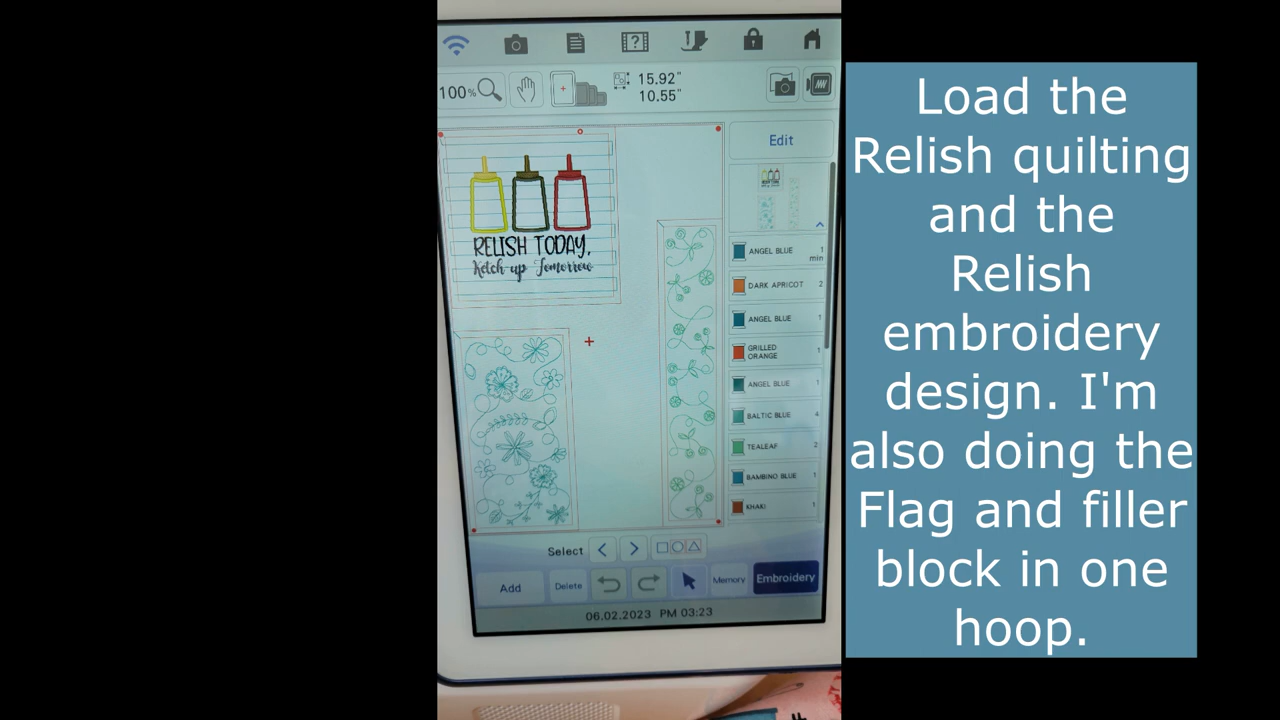 100%
15.92"
10.55"
Edit
RELISH TODAY,
Ketch up Tomorrow
ANGEL BLUE 1
min
DARK APRICOT 2
ANGEL BLUE 1
GRILLED
ORANGE 1
ANGEL BLUE 1
BALTIC BLUE 4
TEALEAF 2
BAMBINO BLUE 1
KHAKI 1
Select
Add
Delete
Memory
Embroidery
06.02.2023 PM 03:23
Load the
Relish quilting
and the
Relish
embroidery
design. I'm
also doing the
Flag and filler
block in one
hoop.